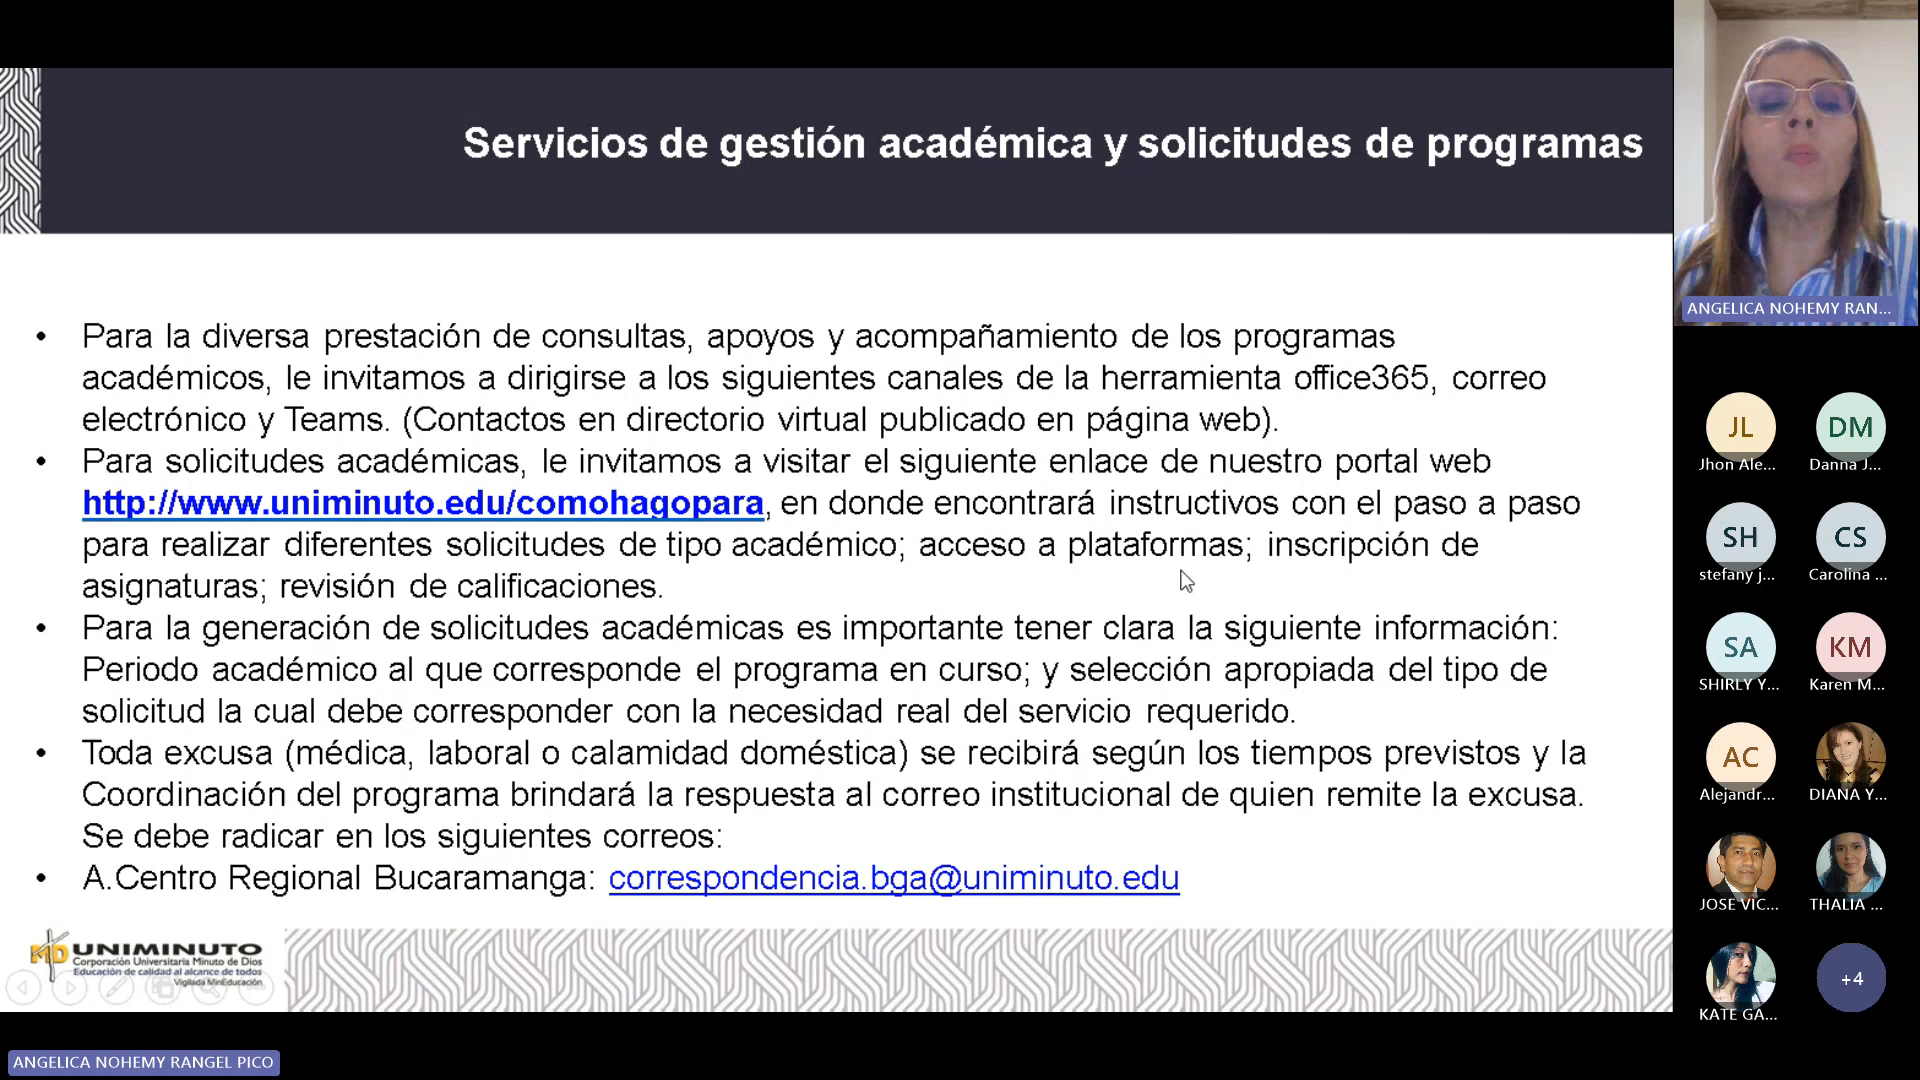 Servicios de gestión académica y solicitudes de programas
• Para la diversa prestación de consultas, apoyos y acompañamiento de los programas
académicos, le invitamos a dirigirse a los siguientes canales de la herramienta office365, correo
electrónico y Teams. (Contactos en directorio virtual publicado en página web).
• Para solicitudes académicas, le invitamos a visitar el siguiente enlace de nuestro portal web
http://www.uniminuto.edu/comohagopara, en donde encontrará instructivos con el paso a paso
para realizar diferentes solicitudes de tipo académico; acceso a plataformas; inscripción de
asignaturas; revisión de calificaciones.
• Para la generación de solicitudes académicas es importante tener clara la siguiente información:
Periodo académico al que corresponde el programa en curso; y selección apropiada del tipo de
solicitud la cual debe corresponder con la necesidad real del servicio requerido.
• Toda excusa (médica, laboral o calamidad doméstica) se recibirá según los tiempos previstos y la
Coordinación del programa brindará la respuesta al correo institucional de quien remite la excusa.
Se debe radicar en los siguientes correos:
• A.Centro Regional Bucaramanga: correspondencia.bga@uniminuto.edu
MD UNIMINUTO
Corporación Universitaria Minuto de Dios
Educación de calidad al alcance de todos
Vigilada MinEducación
ANGELICA NOHEMY RANGEL PICO
ANGELICA NOHEMY RAN...
JL
DM
Jhon Ale...
Danna J...
SH
CS
stefany j...
Carolina ...
SA
KM
SHIRLY Y...
Karen M...
AC
Alejandr...
DIANA Y...
JOSE VIC...
THALIA ...
+4
KATE GA...